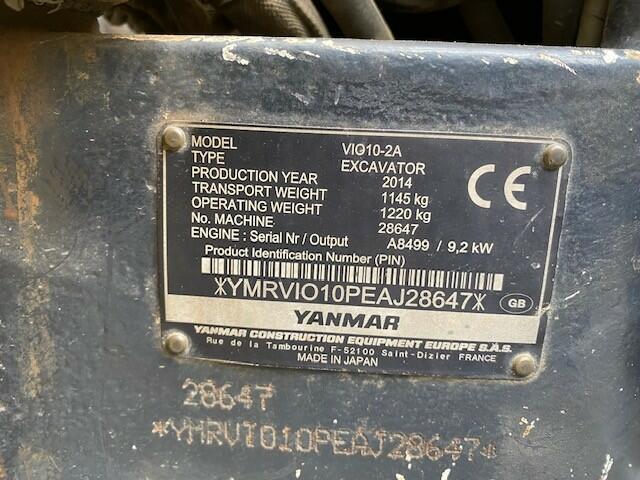 MODEL VIO10-2A
TYPE EXCAVATOR
PRODUCTION YEAR 2014
TRANSPORT WEIGHT 1145 kg
OPERATING WEIGHT 1220 kg
No. MACHINE 28647
ENGINE : Serial Nr / Output A8499 / 9,2 kW
CE
Product Identification Number (PIN)
*YMRVIO10PEAJ28647*
GB
YANMAR
YANMAR CONSTRUCTION EQUIPMENT EUROPE S.A.S.
Rue de la Tambourine F-52100 Saint-Dizier FRANCE
MADE IN JAPAN
28647
*YMRVIO10PEAJ28647*